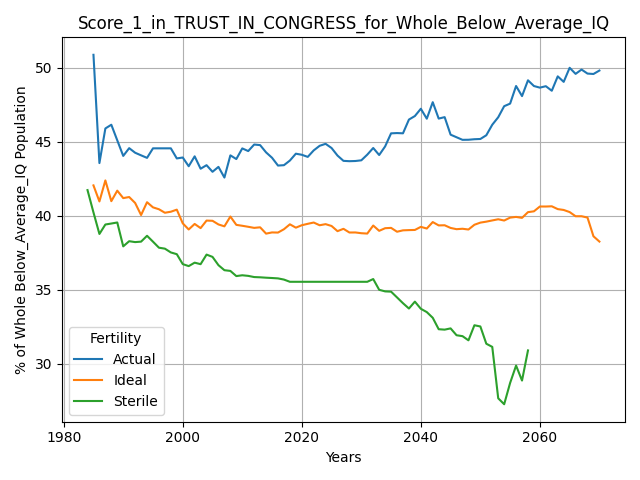 Score_1_in_TRUST_IN_CONGRESS_for_Whole_Below_Average_IQ
% of Whole Below_Average_IQ Population
50
45
40
35
30
Fertility
Actual
Ideal
Sterile
1980
2000
2020
2040
2060
Years